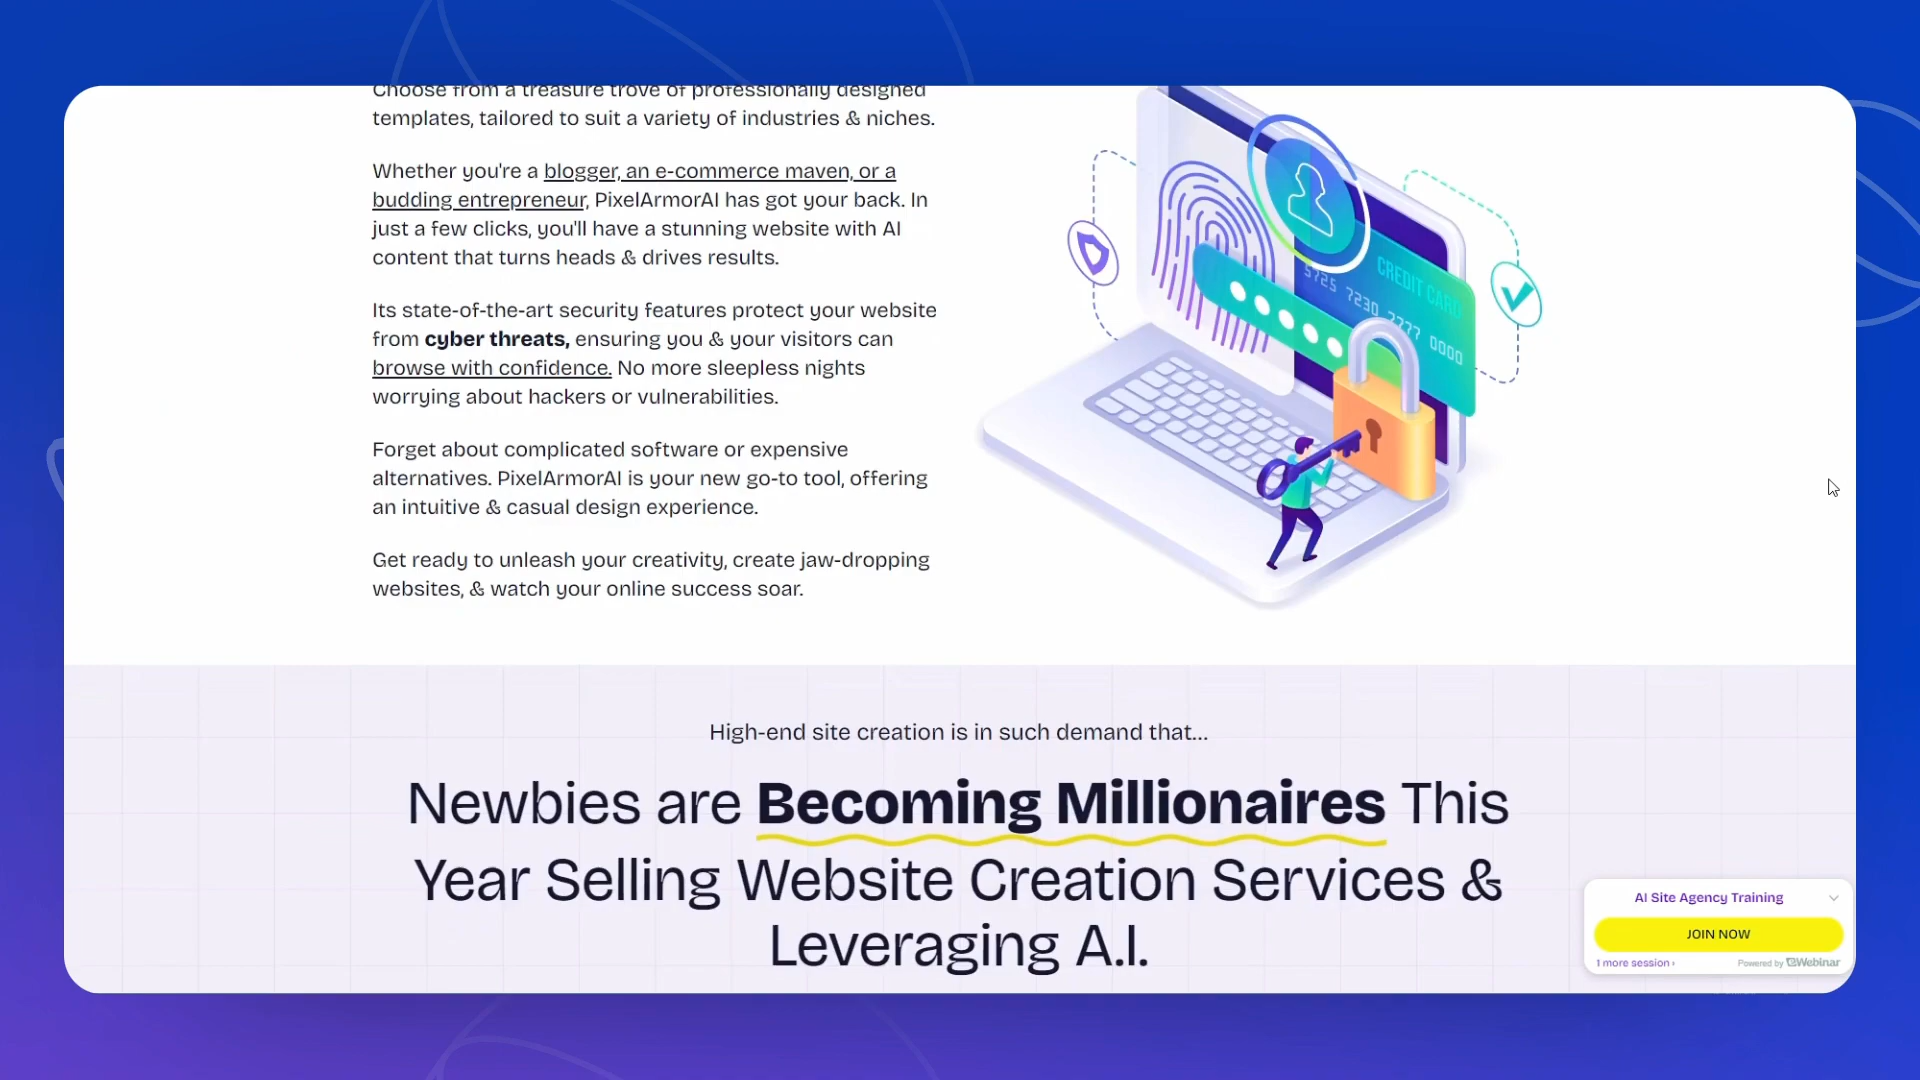 Choose from a treasure trove of professionally designed
templates, tailored to suit a variety of industries & niches.
Whether you're a blogger, an e-commerce maven, or a
budding entrepreneur, PixelArmorAI has got your back. In
just a few clicks, you'll have a stunning website with AI
content that turns heads & drives results.
Its state-of-the-art security features protect your website
from cyber threats, ensuring you & your visitors can
browse with confidence. No more sleepless nights
worrying about hackers or vulnerabilities.
Forget about complicated software or expensive
alternatives. PixelArmorAI is your new go-to tool, offering
an intuitive & casual design experience.
Get ready to unleash your creativity, create jaw-dropping
websites, & watch your online success soar.
CREDIT CARD
5725 7230 7777 0000
High-end site creation is in such demand that...
Newbies are Becoming Millionaires This
Year Selling Website Creation Services &
Leveraging A.I.
AI Site Agency Training
JOIN NOW
1 more session ›
Powered by eWebinar